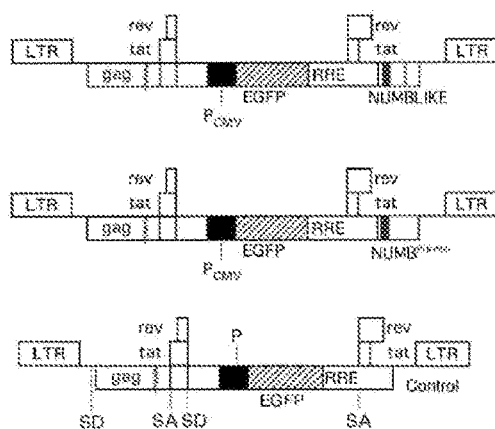 rev rev
LTR tat tat LTR
gag RRE
EGFP NUMBLIKE
PCMV
rev rev
LTR tat tat LTR
gag RRE
EGFP NUMB
PCMV
rev P rev
LTR tat tat LTR
gag RRE Control
EGFP
SD SA SD SA